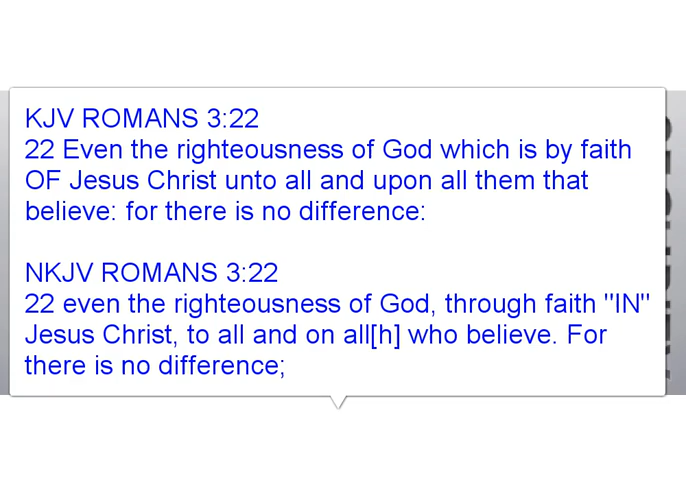 KJV ROMANS 3:22
22 Even the righteousness of God which is by faith
OF Jesus Christ unto all and upon all them that
believe: for there is no difference:
NKJV ROMANS 3:22
22 even the righteousness of God, through faith "IN"
Jesus Christ, to all and on all[h] who believe. For
there is no difference;